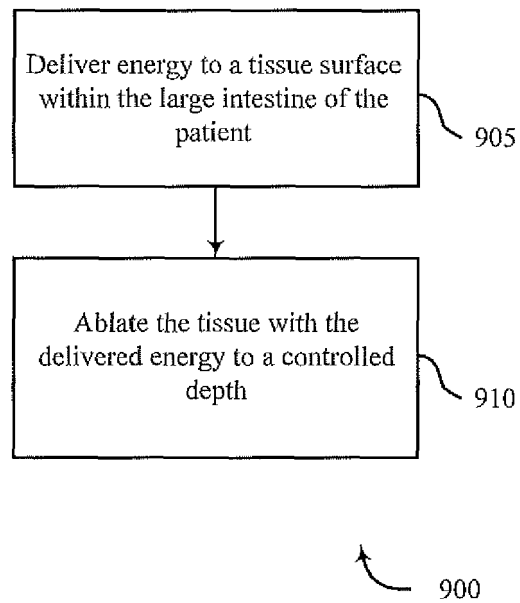 Deliver energy to a tissue surface
within the large intestine of the
patient
905
Ablate the tissue with the
delivered energy to a controlled
depth
910
900